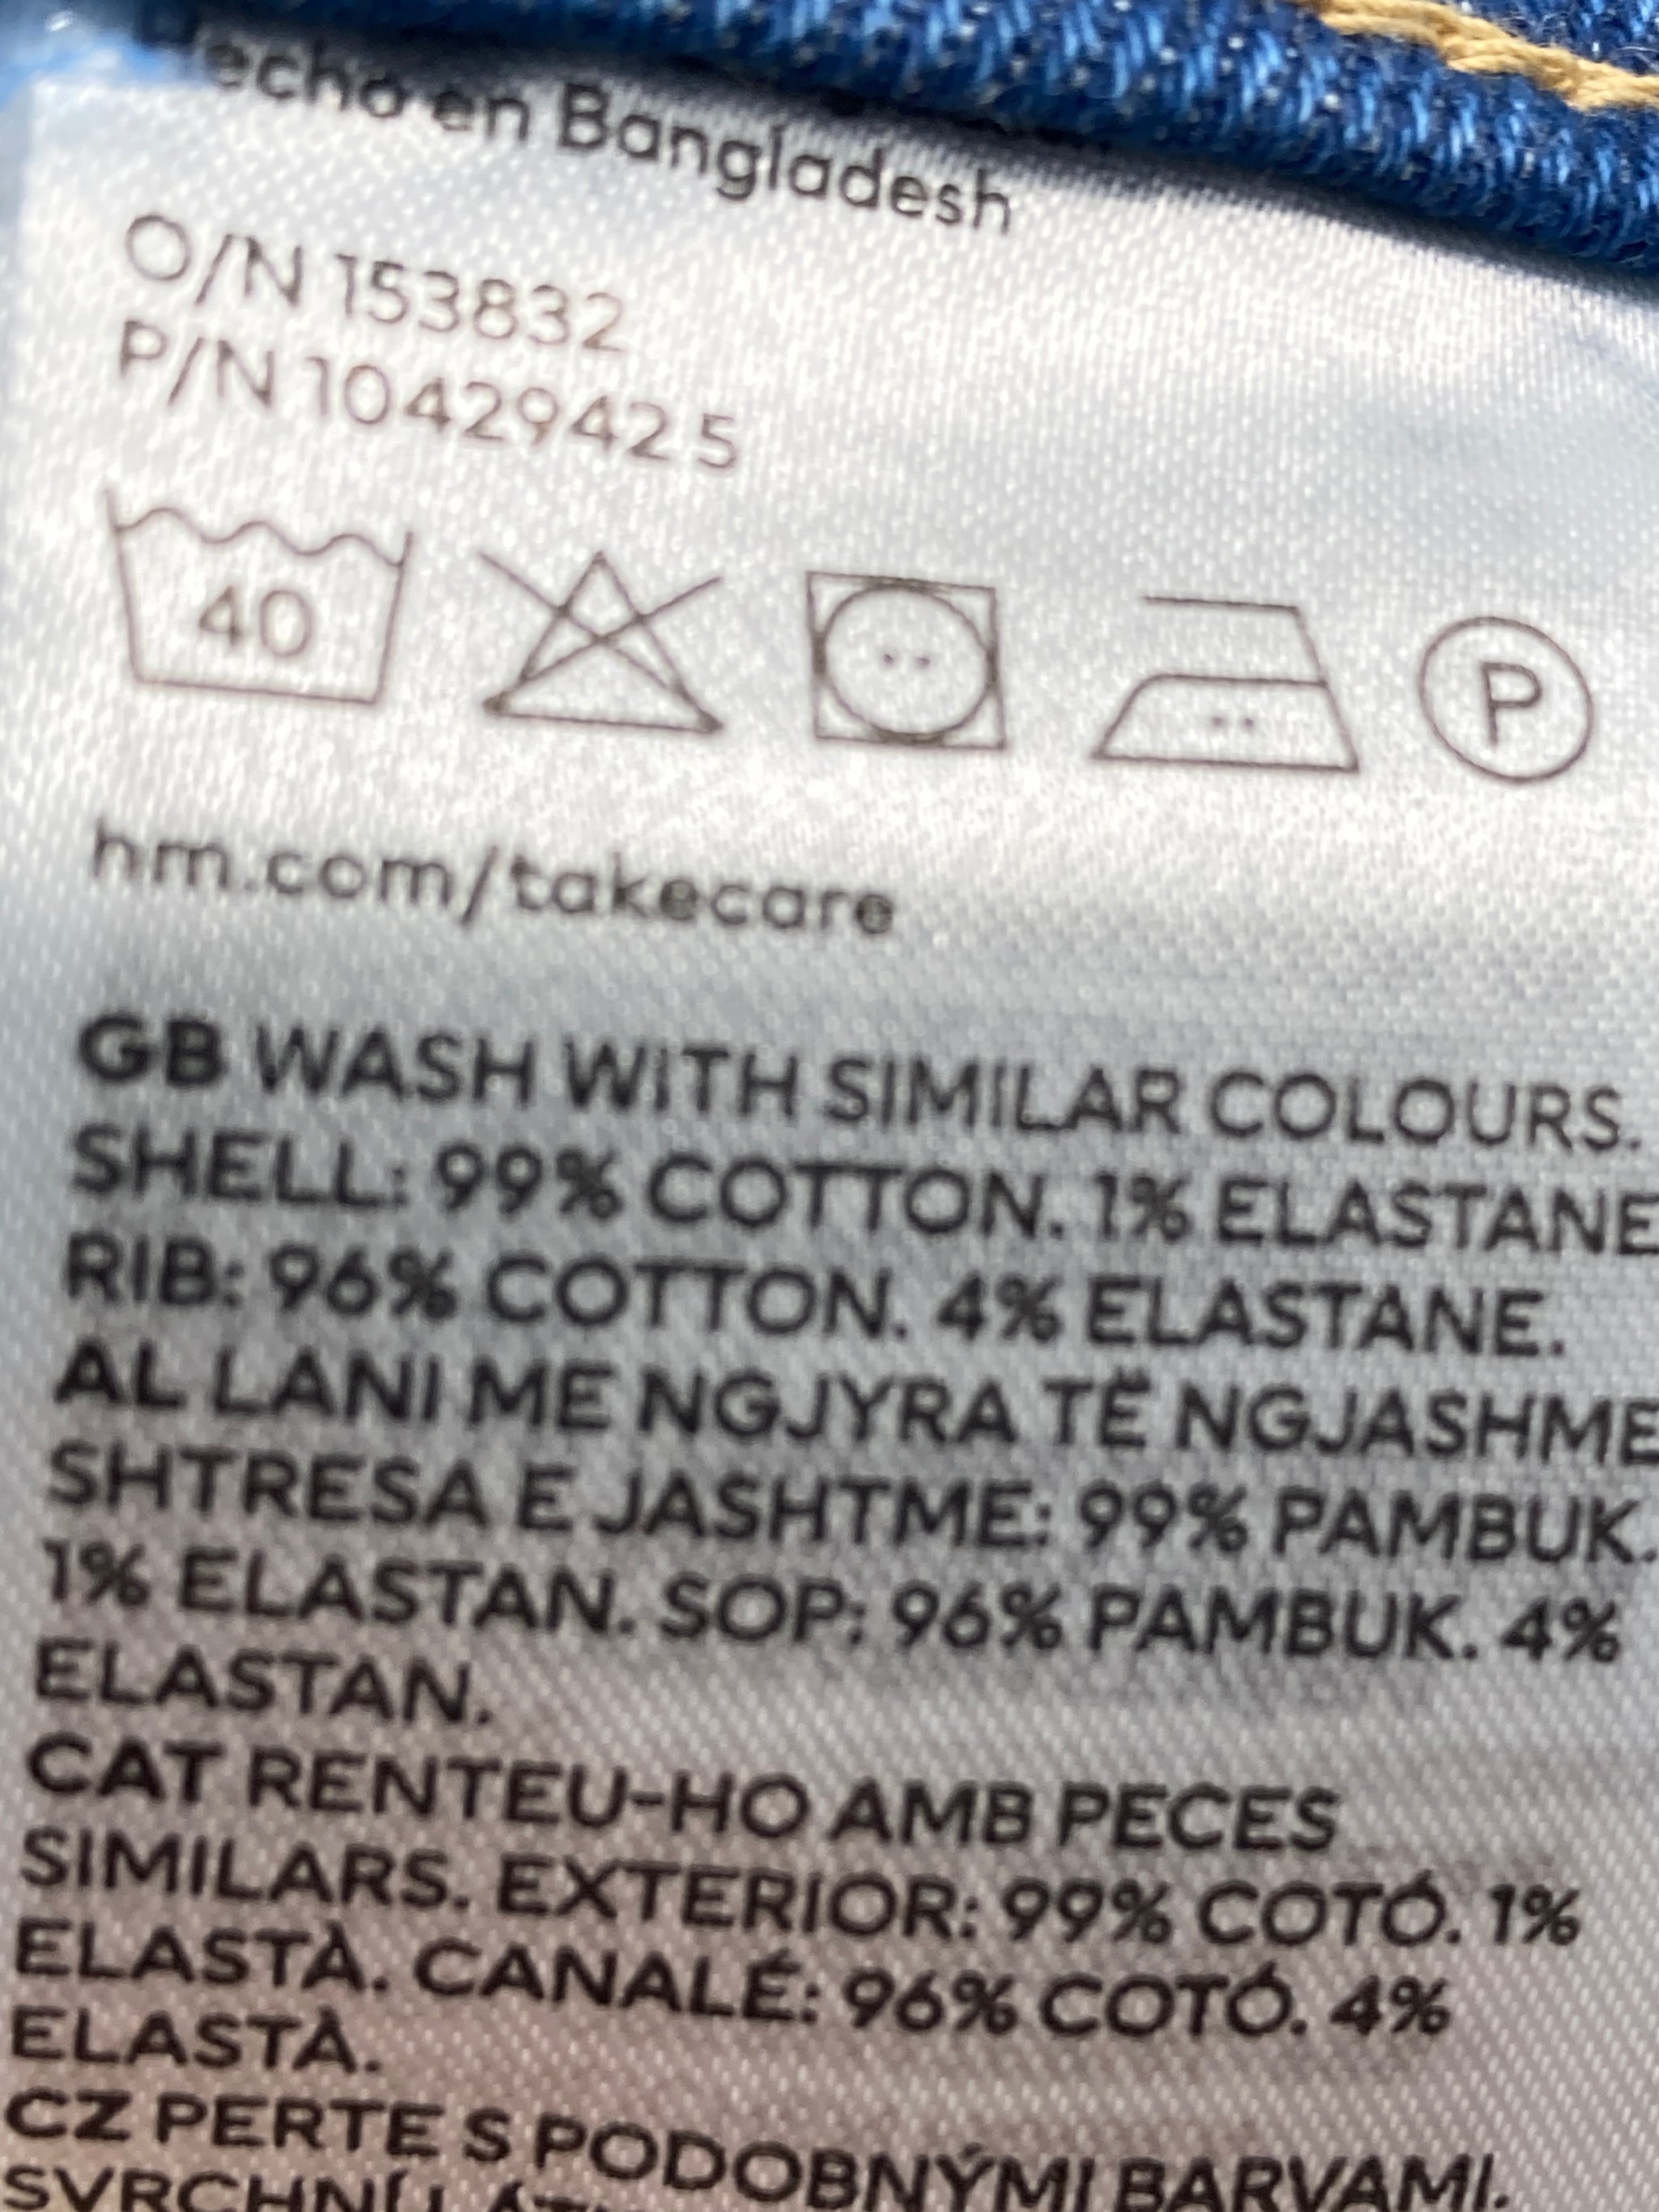 echo en Bangladesh
O/N 153832
P/N 10429425
40
P
hm.com/takecare
GB WASH WITH SIMILAR COLOURS.
SHELL: 99% COTTON. 1% ELASTANE
RIB: 96% COTTON. 4% ELASTANE.
AL LANI ME NGJYRA TË NGJASHME
SHTRESA E JASHTME: 99% PAMBUK.
1% ELASTAN. SOP: 96% PAMBUK. 4%
ELASTAN.
CAT RENTEU-HO AMB PECES
SIMILARS. EXTERIOR: 99% COTÓ. 1%
ELASTÀ. CANALÉ: 96% COTÓ. 4%
ELASTÀ.
CZ PERTE S PODOBNÝMI BARVAMI.
SVRCHNÍ